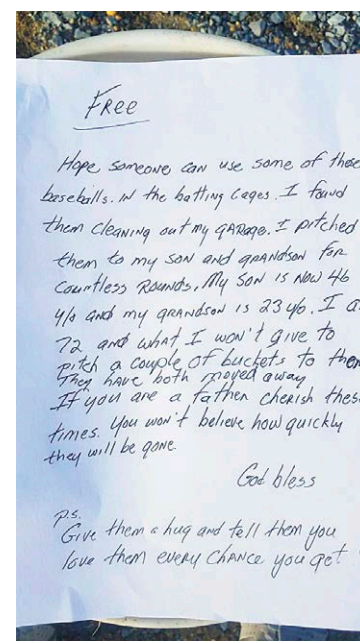 FREE
Hope someone can use some of these
baseballs. in the batting cages. I found
them cleaning out my garage. I pitched
them to my son and grandson for
countless rounds. My son is now 46
y/o and my grandson is 23 y/o. I a
72 and what I won't give to
pitch a couple of buckets to them
They have both moved away
If you are a father cherish these
times. You won't believe how quickly
they will be gone
God bless
p.s.
Give them a hug and tell them you
love them every chance you get